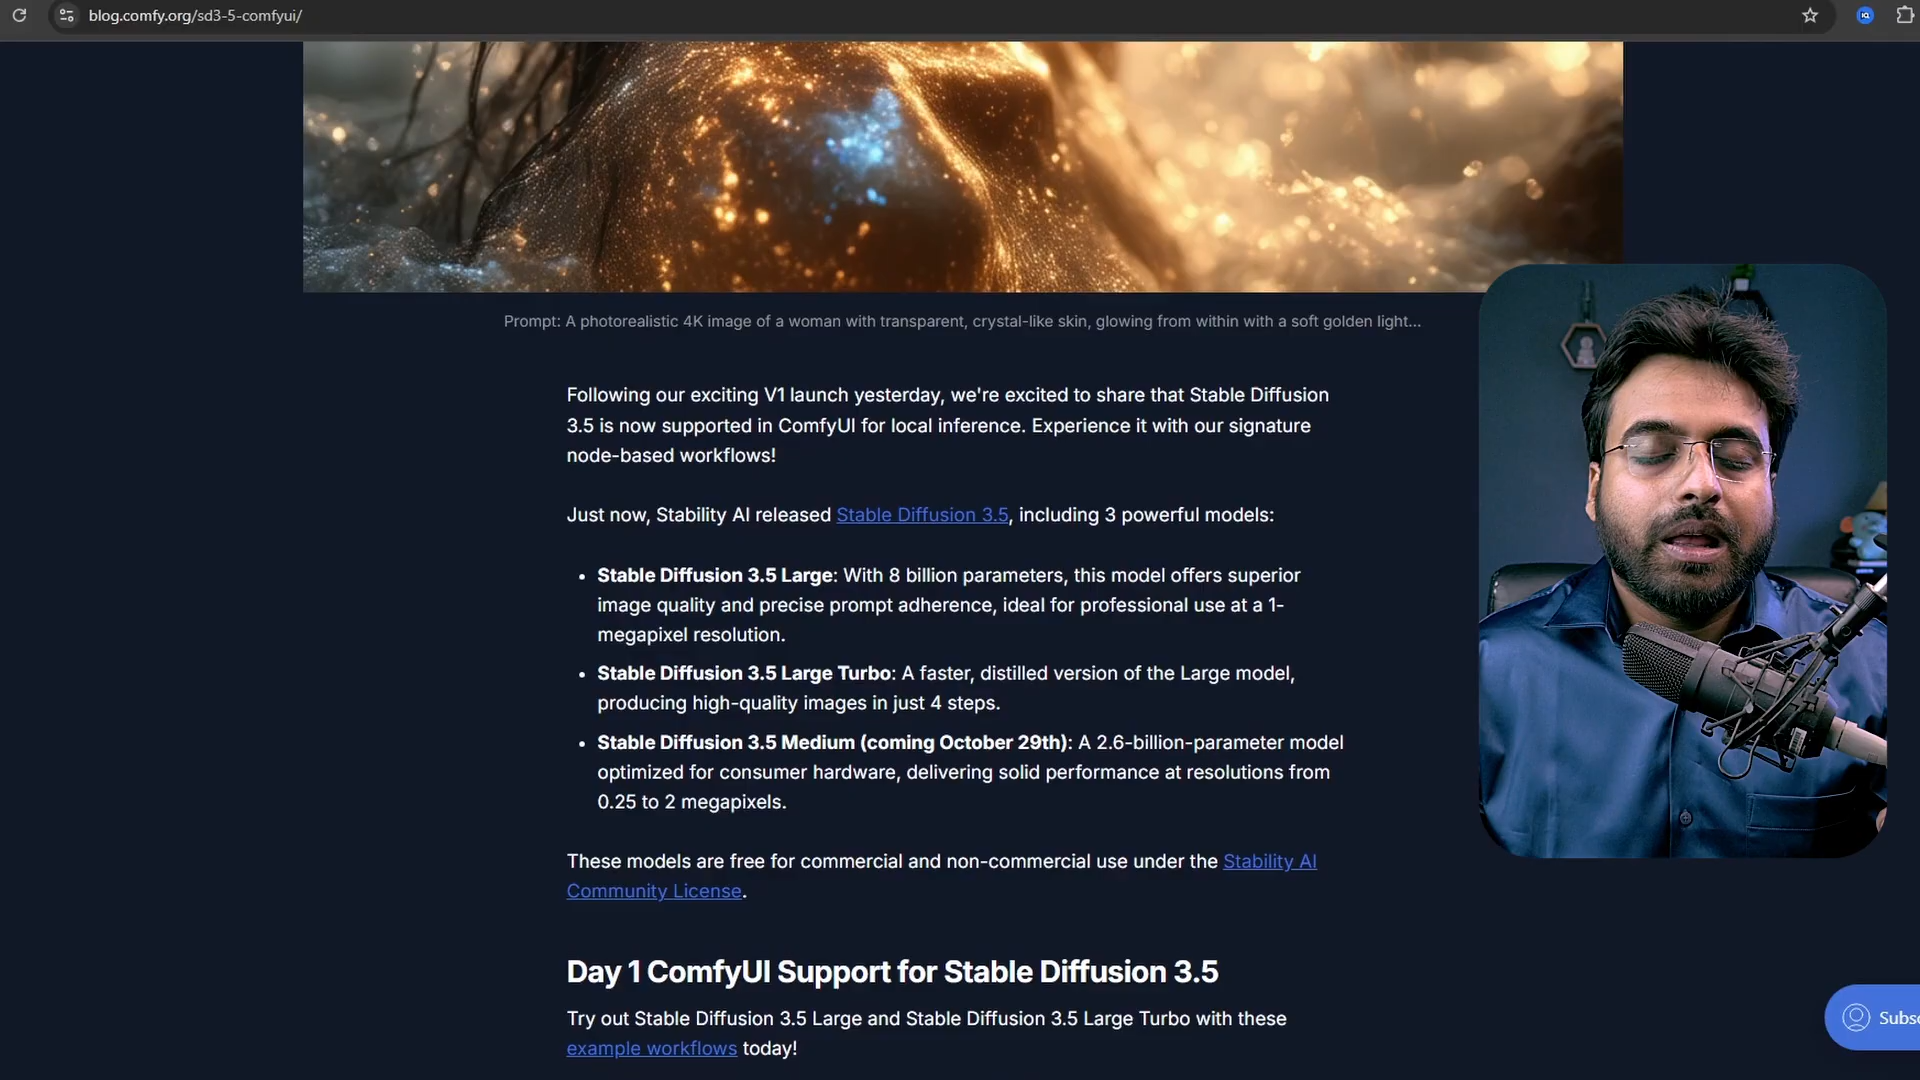 blog.comfy.org/sd3-5-comfyui/
Prompt: A photorealistic 4K image of a woman with transparent, crystal-like skin, glowing from within with a soft golden light...
Following our exciting V1 launch yesterday, we're excited to share that Stable Diffusion
3.5 is now supported in ComfyUI for local inference. Experience it with our signature
node-based workflows!
Just now, Stability AI released Stable Diffusion 3.5, including 3 powerful models:
• Stable Diffusion 3.5 Large: With 8 billion parameters, this model offers superior
image quality and precise prompt adherence, ideal for professional use at a 1-
megapixel resolution.
• Stable Diffusion 3.5 Large Turbo: A faster, distilled version of the Large model,
producing high-quality images in just 4 steps.
• Stable Diffusion 3.5 Medium (coming October 29th): A 2.6-billion-parameter model
optimized for consumer hardware, delivering solid performance at resolutions from
0.25 to 2 megapixels.
These models are free for commercial and non-commercial use under the Stability AI
Community License.
Day 1 ComfyUI Support for Stable Diffusion 3.5
Try out Stable Diffusion 3.5 Large and Stable Diffusion 3.5 Large Turbo with these
example workflows today!
Subsc